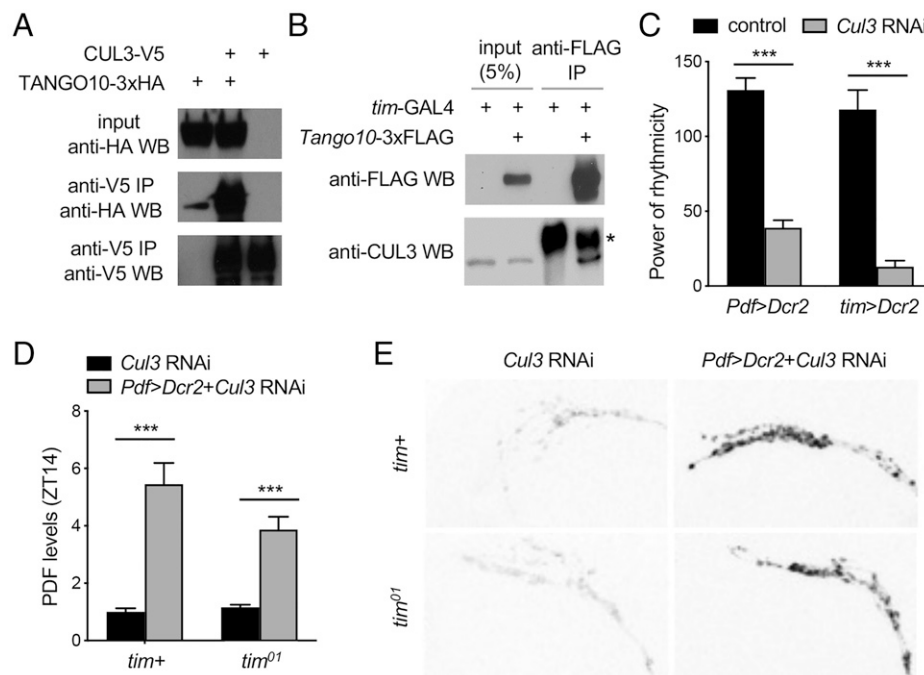 A
CUL3-V5 + +
TANGO10-3xHA + +
input
anti-HA WB
anti-V5 IP
anti-HA WB
anti-V5 IP
anti-V5 WB
B
input
(5%)
anti-FLAG
IP
tim-GAL4 + + + +
Tango10-3xFLAG + +
anti-FLAG WB
anti-CUL3 WB
*
C
control
Cul3 RNAi
Power of rhythmicity
150
100
50
0
***
***
Pdf>Dcr2
tim>Dcr2
D
Cul3 RNAi
Pdf>Dcr2+Cul3 RNAi
PDF levels (ZT14)
8
6
4
2
0
***
***
tim+
tim01
E
Cul3 RNAi
Pdf>Dcr2+Cul3 RNAi
tim+
tim01